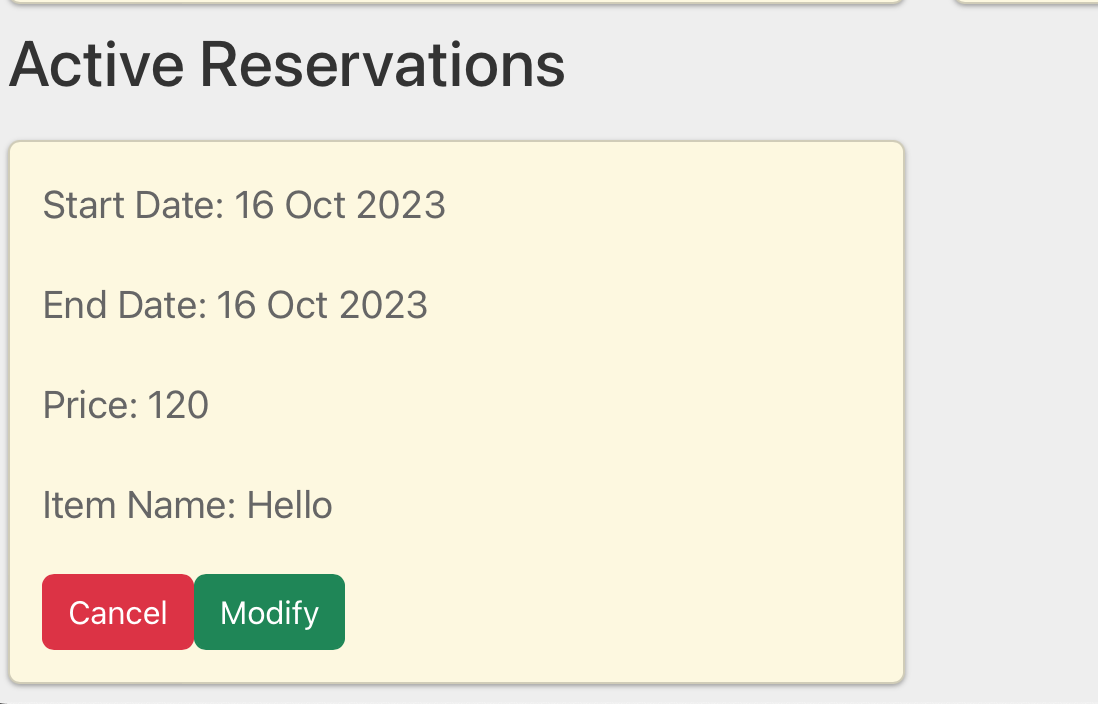 Active Reservations
Start Date: 16 Oct 2023
End Date: 16 Oct 2023
Price: 120
Item Name: Hello
Cancel Modify